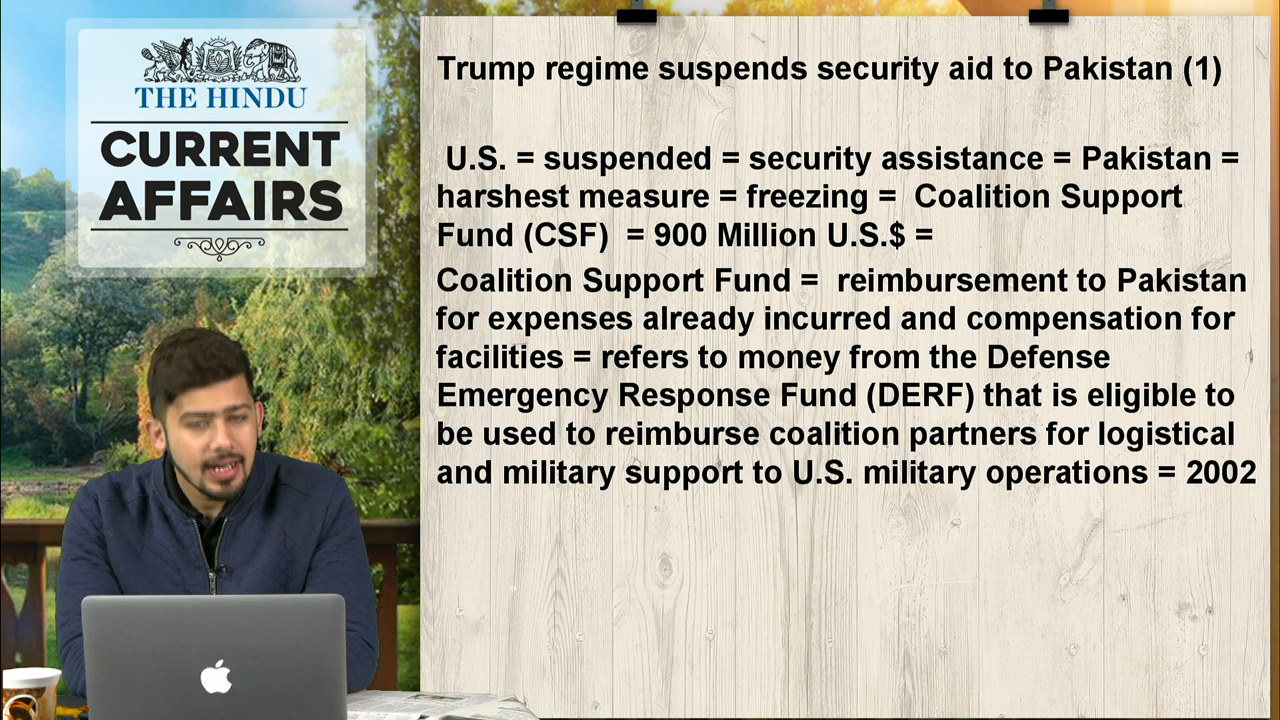 THE HINDU
CURRENT
AFFAIRS
Trump regime suspends security aid to Pakistan (1)
U.S. = suspended = security assistance = Pakistan =
harshest measure = freezing = Coalition Support
Fund (CSF) = 900 Million U.S.$ =
Coalition Support Fund = reimbursement to Pakistan
for expenses already incurred and compensation for
facilities = refers to money from the Defense
Emergency Response Fund (DERF) that is eligible to
be used to reimburse coalition partners for logistical
and military support to U.S. military operations = 2002